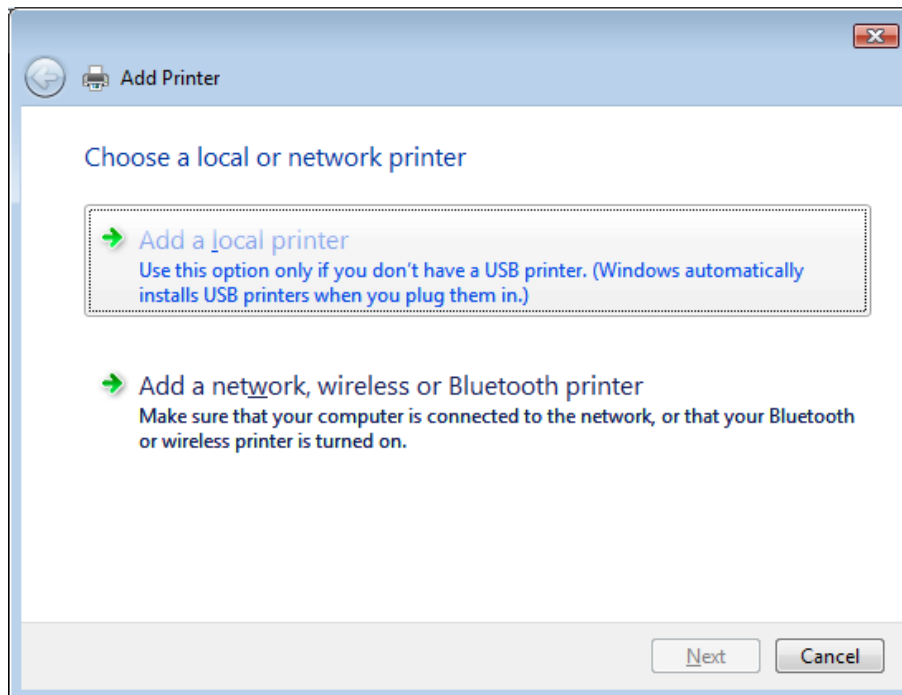 Add Printer
Choose a local or network printer
Add a local printer
Use this option only if you don't have a USB printer. (Windows automatically
installs USB printers when you plug them in.)
Add a network, wireless or Bluetooth printer
Make sure that your computer is connected to the network, or that your Bluetooth
or wireless printer is turned on.
Next Cancel